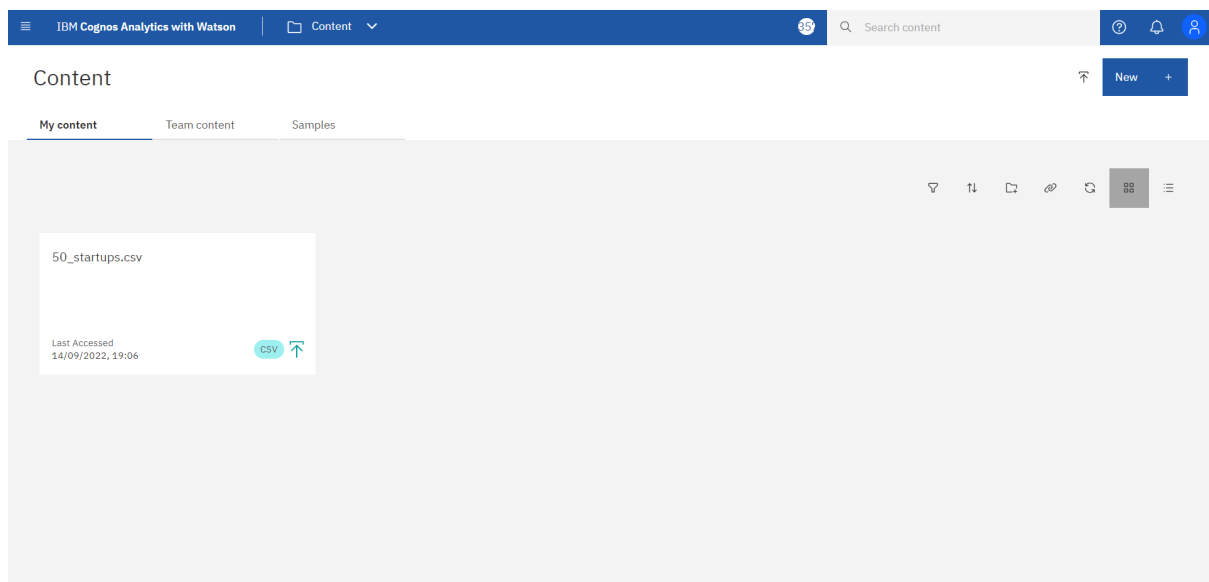 IBM Cognos Analytics with Watson
Content
35
Search content
Content
New +
My content
Team content
Samples
50_startups.csv
Last Accessed
14/09/2022, 19:06
CSV